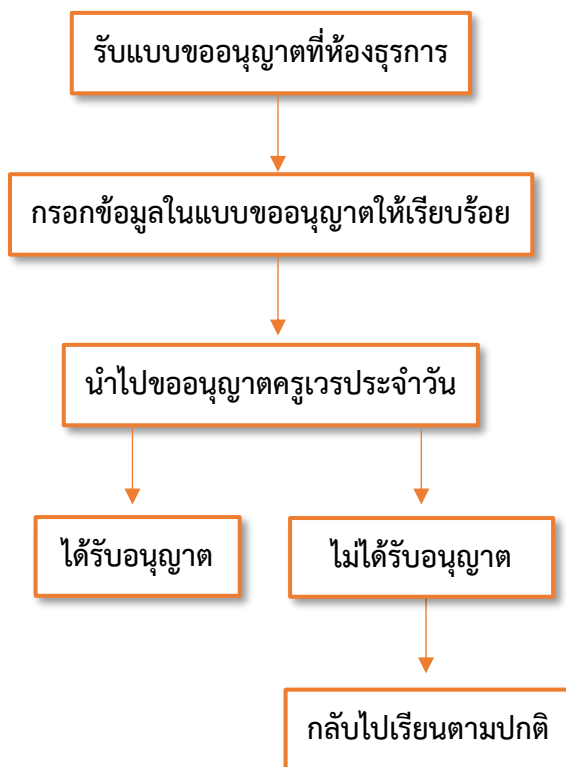 รับแบบขออนุญาตที่ห้องธุรการ
กรอกข้อมูลในแบบขออนุญาตให้เรียบร้อย
นำไปขออนุญาตครูเวรประจำวัน
ได้รับอนุญาต
ไม่ได้รับอนุญาต
กลับไปเรียนตามปกติ